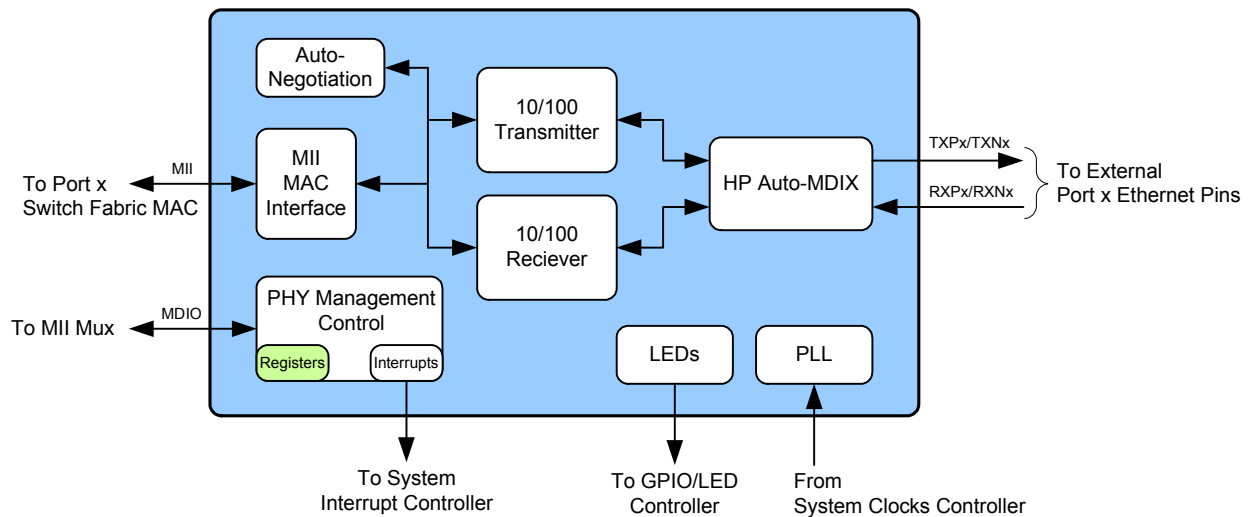 Auto-
Negotiation
10/100
Transmitter
MII
MAC
Interface
HP Auto-MDIX
10/100
Reciever
MII
To Port x
Switch Fabric MAC
TXPx/TXNx
RXPx/RXNx
To External
Port x Ethernet Pins
PHY Management
Control
Registers
Interrupts
MDIO
To MII Mux
LEDs
PLL
To System
Interrupt Controller
To GPIO/LED
Controller
From
System Clocks Controller